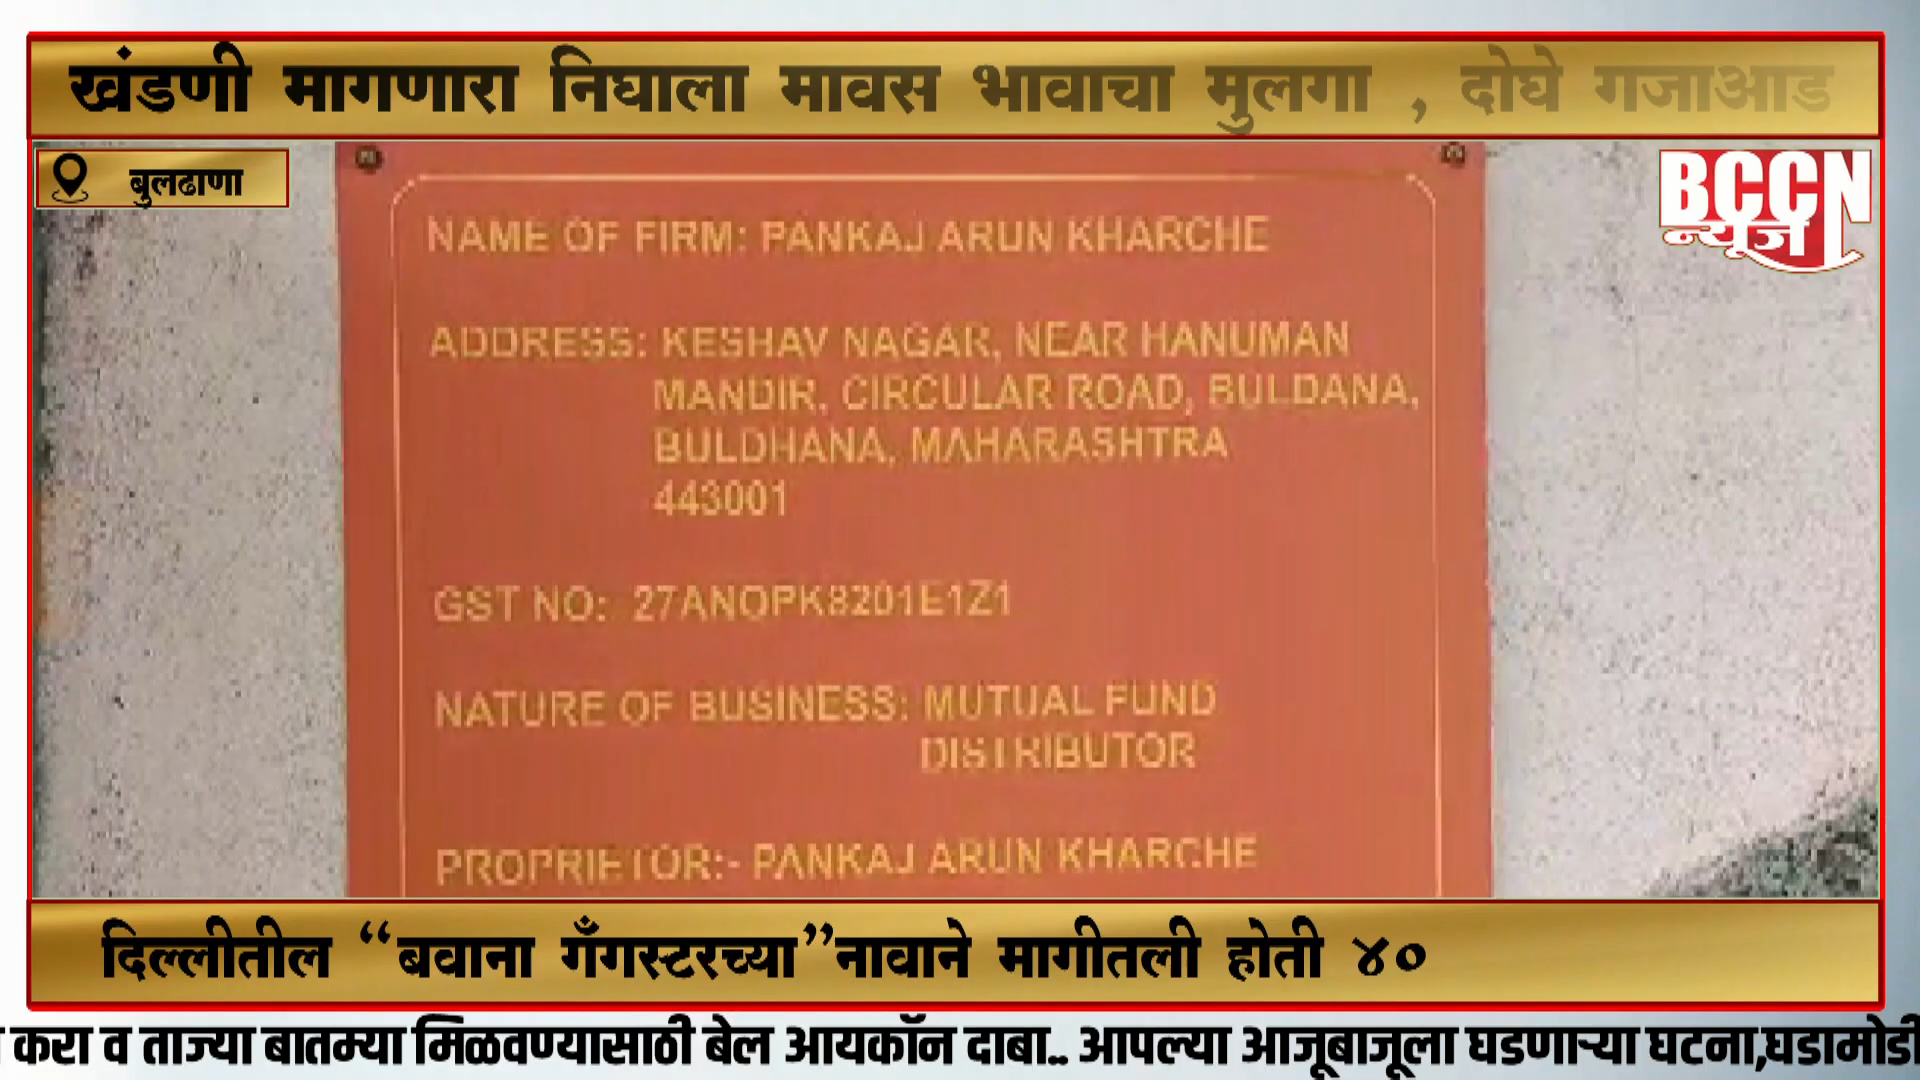 खंडणी मागणारा निघाला मावस भावाचा मुलगा , दोघे गजाआड
बुलढाणा
BCCN
न्यूज
NAME OF FIRM: PANKAJ ARUN KHARCHE
ADDRESS: KESHAV NAGAR, NEAR HANUMAN
MANDIR, CIRCULAR ROAD, BULDANA,
BULDHANA, MAHARASHTRA
443001
GST NO: 27ANOPK8201E1Z1
NATURE OF BUSINESS: MUTUAL FUND
DISTRIBUTOR
PROPRIETOR:- PANKAJ ARUN KHARCHE
दिल्लीतील “बवाना गँगस्टरच्या”नावाने मागीतली होती ४०
करा व ताज्या बातम्या मिळवण्यासाठी बेल आयकॉन दाबा.. आपल्या आजूबाजूला घडणाऱ्या घटना,घडामोडी